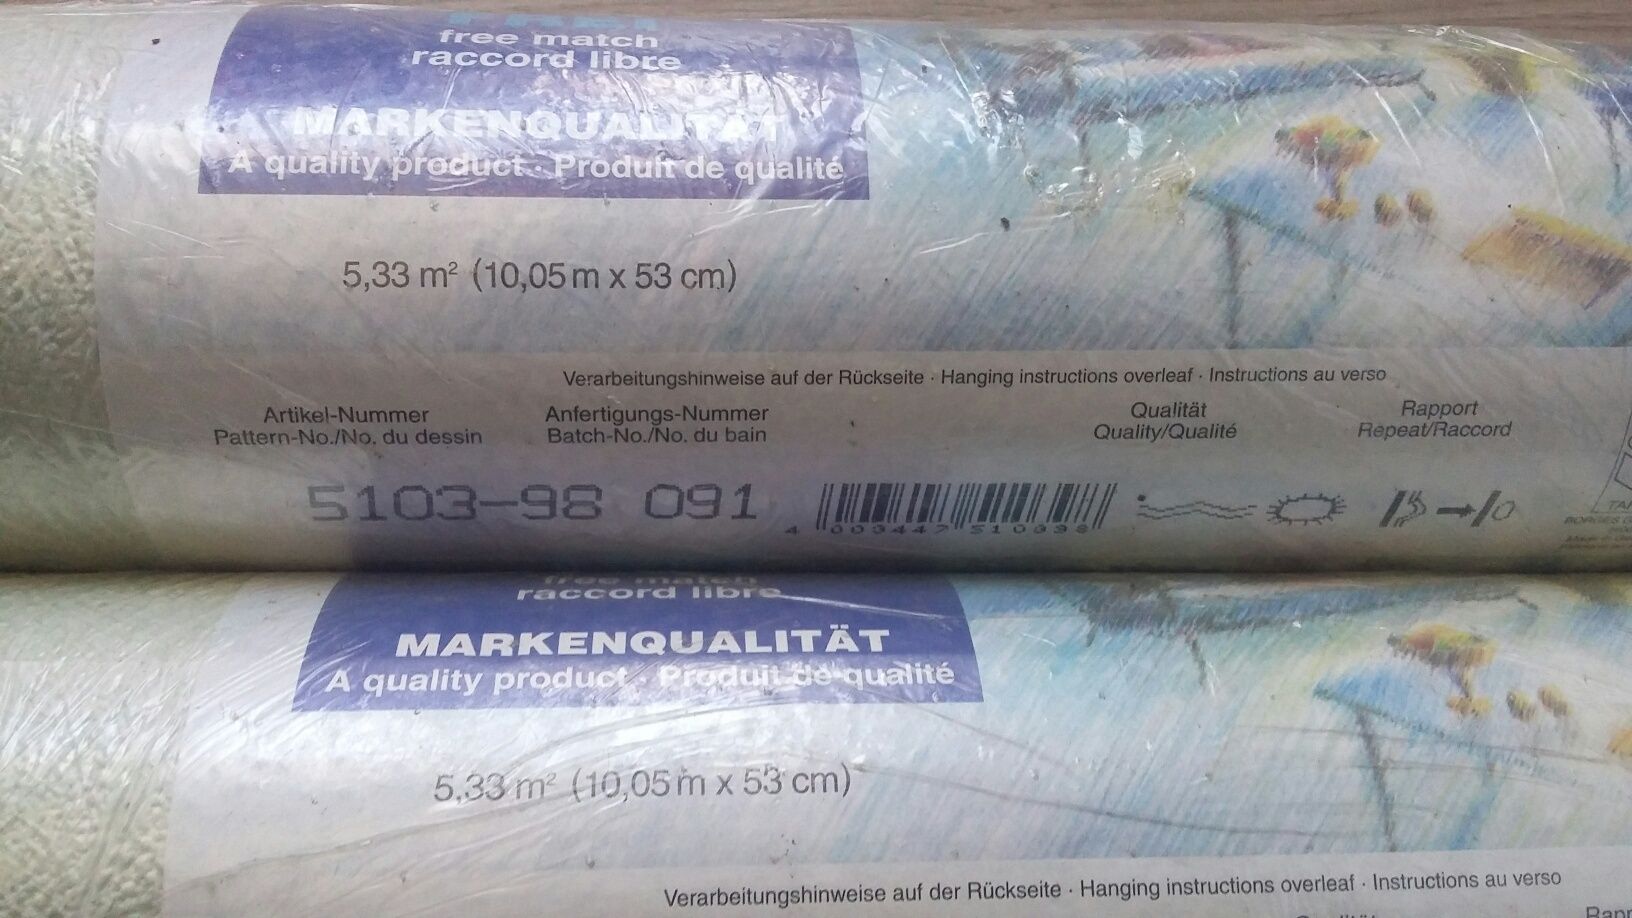 free match
raccord libre
MARKENQUALITÄT
A quality product · Produit de qualité
5,33 m² (10,05 m x 53 cm)
Verarbeitungshinweise auf der Rückseite · Hanging instructions overleaf · Instructions au verso
Artikel-Nummer Anfertigungs-Nummer Qualität Rapport
Pattern-No./No. du dessin Batch-No./No. du bain Quality/Qualité Repeat/Raccord
5103-98 091
free match
raccord libre
MARKENQUALITÄT
A quality product · Produit de qualité
5,33 m² (10,05 m x 53 cm)
Verarbeitungshinweise auf der Rückseite · Hanging instructions overleaf · Instructions au verso